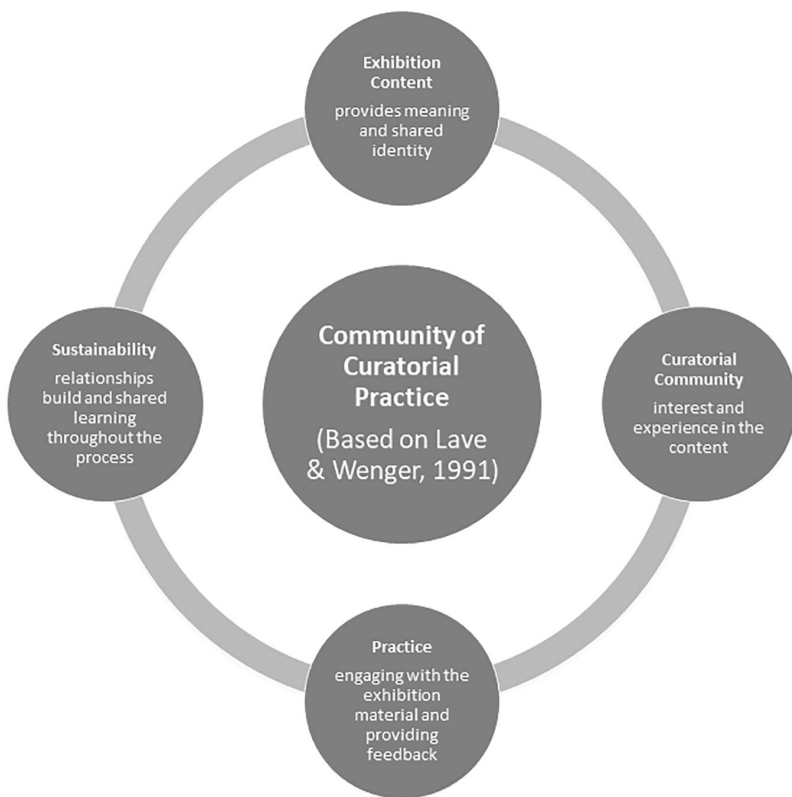 Exhibition
Content
provides meaning
and shared
identity
Community of
Curatorial
Practice
(Based on Lave
& Wenger, 1991)
Sustainability
relationships
build and shared
learning
throughout the
process
Curatorial
Community
interest and
experience in the
content
Practice
engaging with the
exhibition
material and
providing
feedback